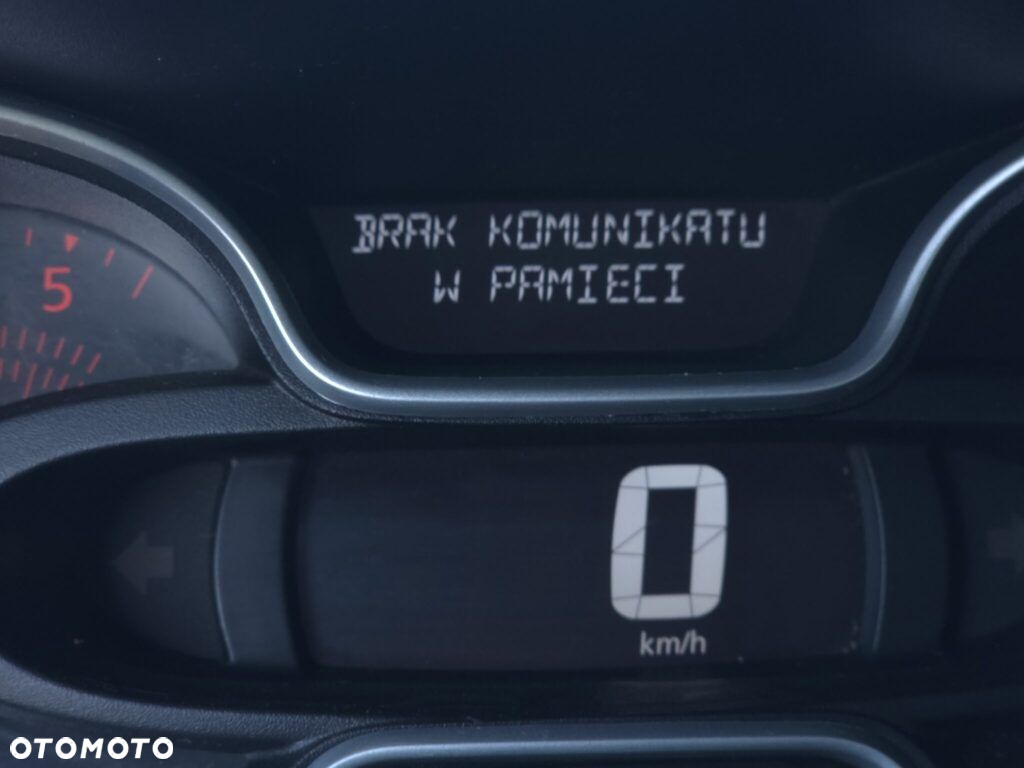 BRAK KOMUNIKATU
W PAMIECI
5
0
km/h
OTOMOTO